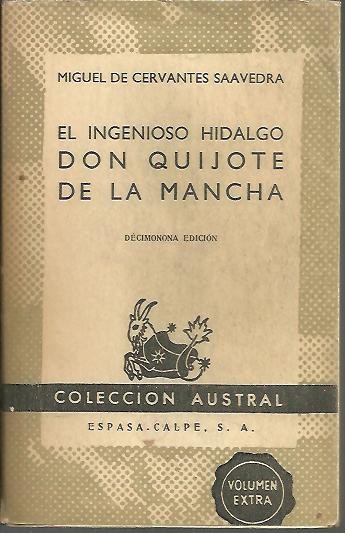 MIGUEL DE CERVANTES SAAVEDRA
EL INGENIOSO HIDALGO
DON QUIJOTE
DE LA MANCHA
DÉCIMONONA EDICIÓN
COLECCION AUSTRAL
ESPASA-CALPE, S. A.
VOLUMEN
EXTRA